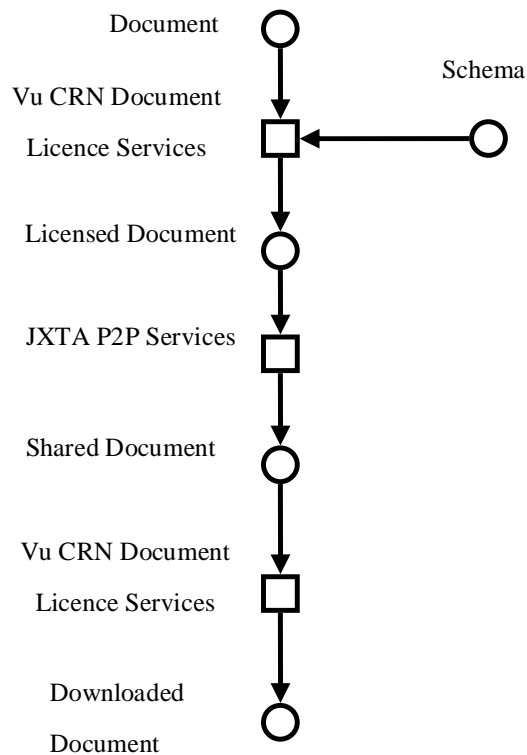 Document
Schema
Vu CRN Document
Licence Services
Licensed Document
JXTA P2P Services
Shared Document
Vu CRN Document
Licence Services
Downloaded
Document